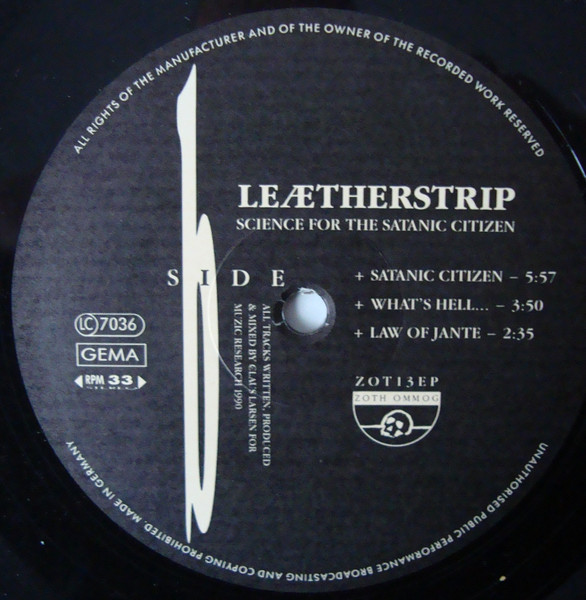 ALL RIGHTS OF THE MANUFACTURER AND OF THE OWNER OF THE RECORDED WORK RESERVED
LEÆTHERSTRIP
SCIENCE FOR THE SATANIC CITIZEN
SIDE
+ SATANIC CITIZEN – 5:57
+ WHAT'S HELL... – 3:50
+ LAW OF JANTE – 2:35
LC 7036
GEMA
RPM 33
STEREO
ALL TRACKS WRITTEN, PRODUCED
& MIXED BY CLAUS LARSEN FOR
MUZIC RESEARCH 1990
ZOT13EP
ZOTH OMMOG
UNAUTHORISED PUBLIC PERFORMANCE BROADCASTING AND COPYING PROHIBITED. MADE IN GERMANY